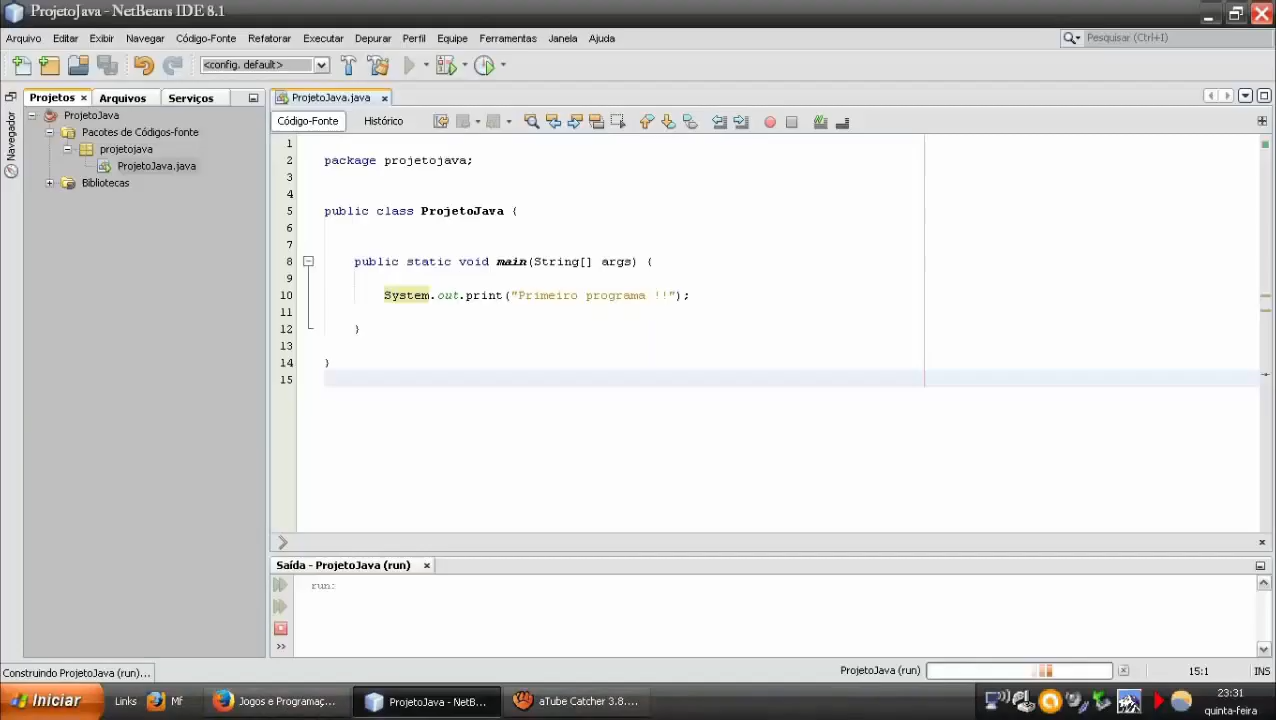 ProjetoJava - NetBeans IDE 8.1
Arquivo Editar Exibir Navegar Código-Fonte Refatorar Executar Depurar Perfil Equipe Ferramentas Janela Ajuda
Pesquisar (Ctrl+I)
<config. default>
Projetos Arquivos Serviços
ProjetoJava.java
Navegador
ProjetoJava
Pacotes de Códigos-fonte
projetojava
ProjetoJava.java
Bibliotecas
Código-Fonte Histórico
1
2 package projetojava;
3
4
5 public class ProjetoJava {
6
7
8 public static void main(String[] args) {
9
10 System.out.print("Primeiro programa !!");
11
12 }
13
14 }
15
Saída - ProjetoJava (run)
run:
Construindo ProjetoJava (run)...
ProjetoJava (run)
15:1 INS
Iniciar Links Mf Jogos e Programaç... ProjetoJava - NetB... aTube Catcher 3.8....
23:31
quinta-feira